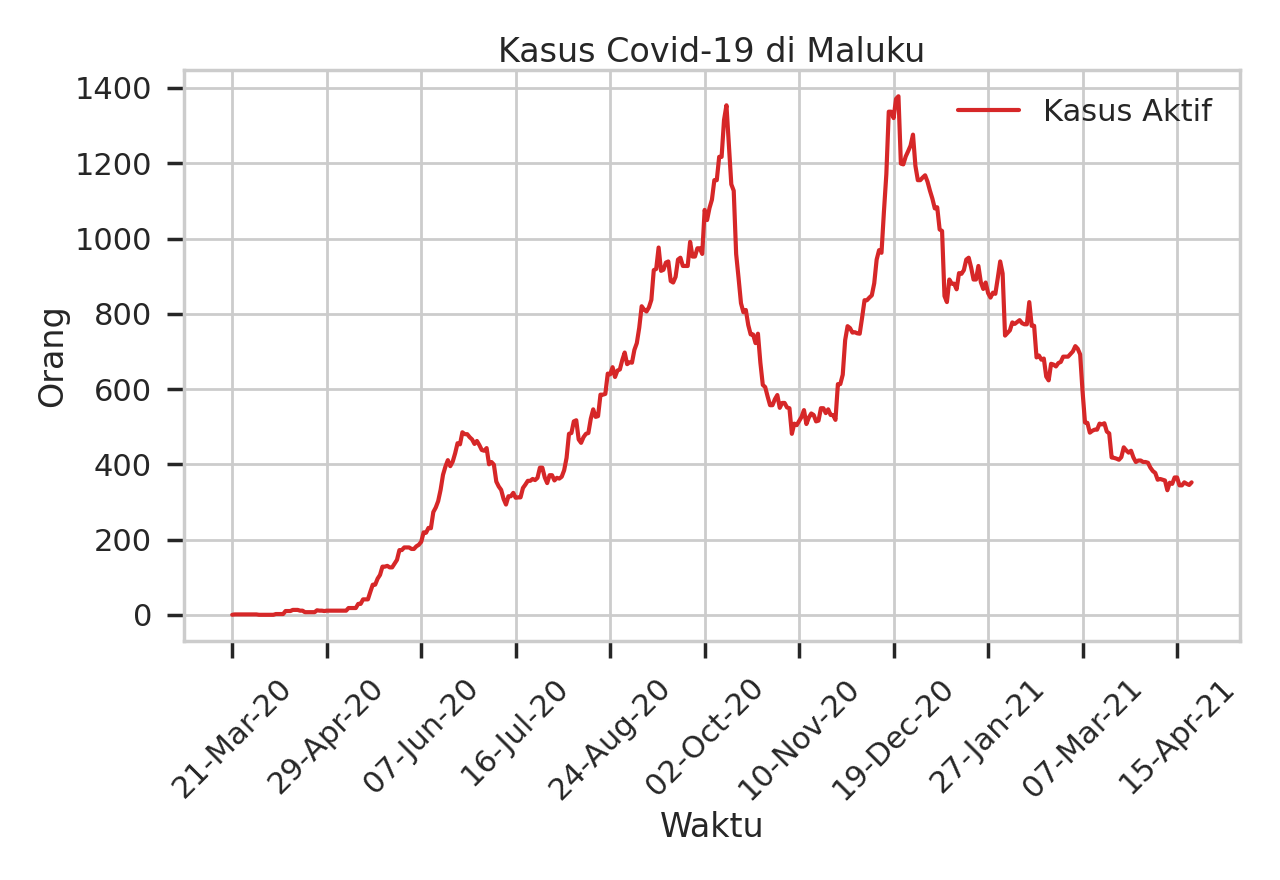 Kasus Covid-19 di Maluku
Kasus Aktif
1400
1200
1000
800
600
400
200
0
Orang
21-Mar-20
29-Apr-20
07-Jun-20
16-Jul-20
24-Aug-20
02-Oct-20
10-Nov-20
19-Dec-20
27-Jan-21
07-Mar-21
15-Apr-21
Waktu